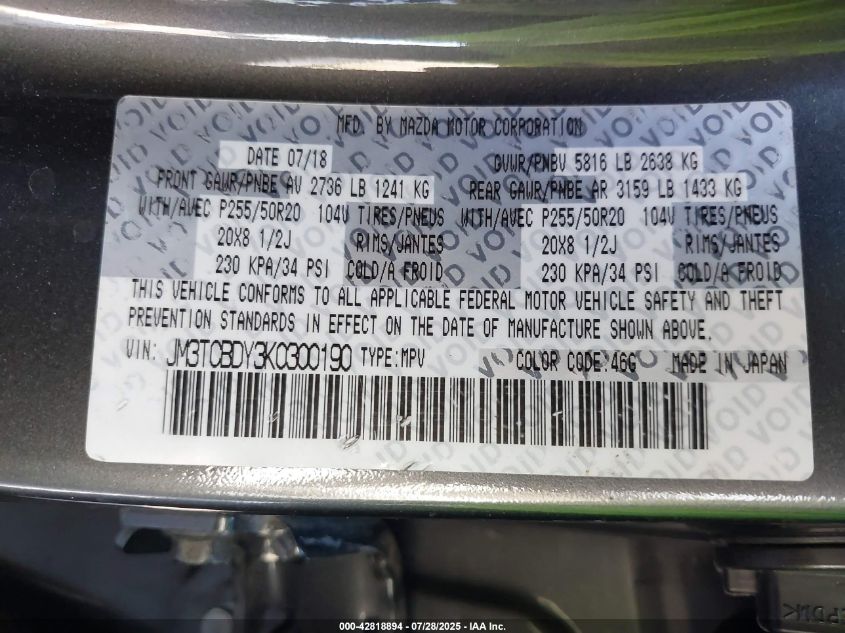 MFD. BY MAZDA MOTOR CORPORATION
DATE 07/18 GVWR/PNBV 5816 LB 2638 KG
FRONT GAWR/PNBE AV 2736 LB 1241 KG REAR GAWR/PNBE AR 3159 LB 1433 KG
WITH/AVEC P255/50R20 104V TIRES/PNEUS WITH/AVEC P255/50R20 104V TIRES/PNEUS
20X8 1/2J RIMS/JANTES 20X8 1/2J RIMS/JANTES
230 KPA/34 PSI COLD/A FROID 230 KPA/34 PSI COLD/A FROID
THIS VEHICLE CONFORMS TO ALL APPLICABLE FEDERAL MOTOR VEHICLE SAFETY AND THEFT
PREVENTION STANDARDS IN EFFECT ON THE DATE OF MANUFACTURE SHOWN ABOVE.
VIN: JM3TCBDY3K0300190 TYPE:MPV COLOR CODE:46G MADE IN JAPAN
000-42818894 - 07/28/2025 - IAA Inc.